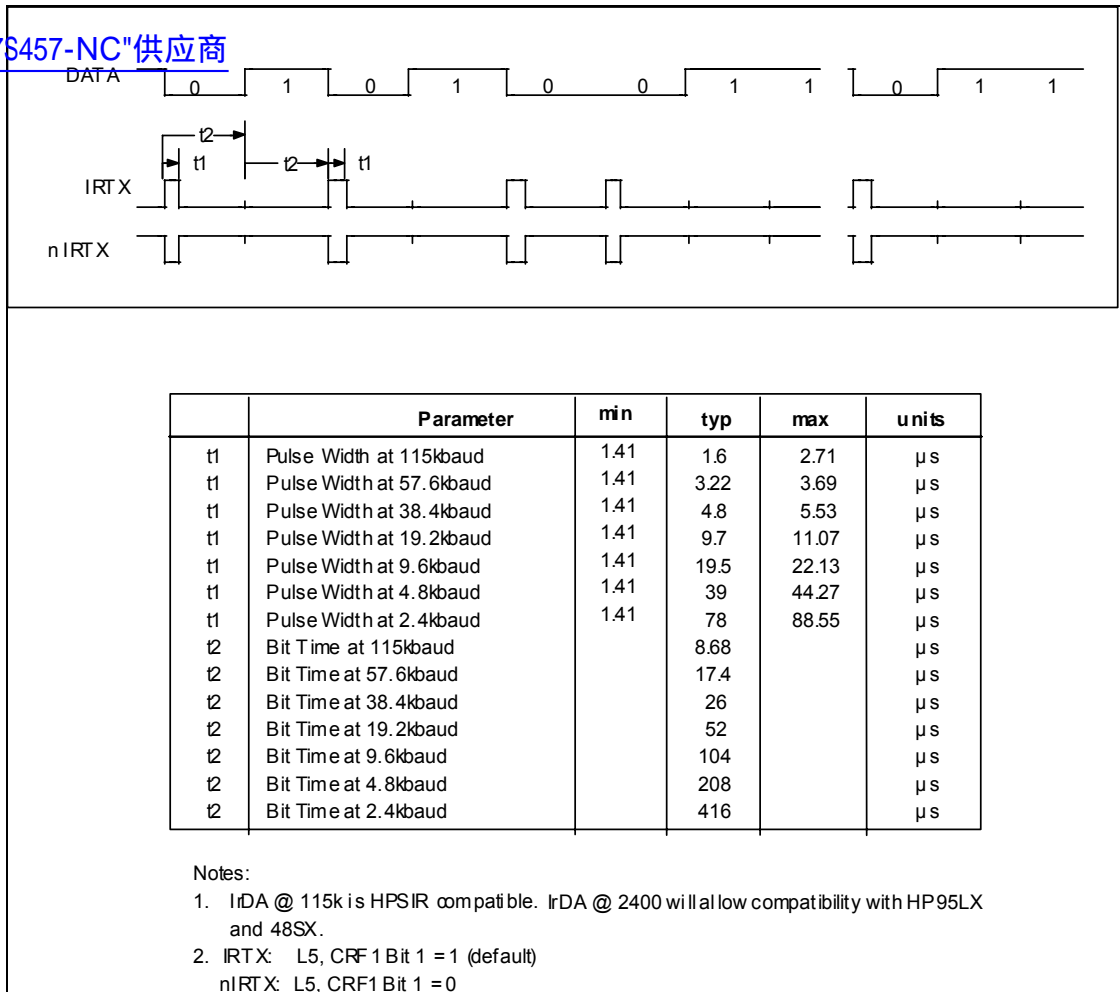 7S457-NC"供应商
DATA
0 1 0 1 0 0 1 1 0 1 1
t2
t1 t2 t1
IRTX
nIRTX
Parameter min typ max units
t1 Pulse Width at 115kbaud 1.41 1.6 2.71 µs
t1 Pulse Width at 57.6kbaud 1.41 3.22 3.69 µs
t1 Pulse Width at 38.4kbaud 1.41 4.8 5.53 µs
t1 Pulse Width at 19.2kbaud 1.41 9.7 11.07 µs
t1 Pulse Width at 9.6kbaud 1.41 19.5 22.13 µs
t1 Pulse Width at 4.8kbaud 1.41 39 44.27 µs
t1 Pulse Width at 2.4kbaud 1.41 78 88.55 µs
t2 Bit Time at 115kbaud 8.68 µs
t2 Bit Time at 57.6kbaud 17.4 µs
t2 Bit Time at 38.4kbaud 26 µs
t2 Bit Time at 19.2kbaud 52 µs
t2 Bit Time at 9.6kbaud 104 µs
t2 Bit Time at 4.8kbaud 208 µs
t2 Bit Time at 2.4kbaud 416 µs
Notes:
1. IrDA @ 115k is HPSIR compatible. IrDA @ 2400 will allow compatibility with HP95LX
and 48SX.
2. IRTX: L5, CRF1 Bit 1 = 1 (default)
nIRTX: L5, CRF1 Bit 1 = 0